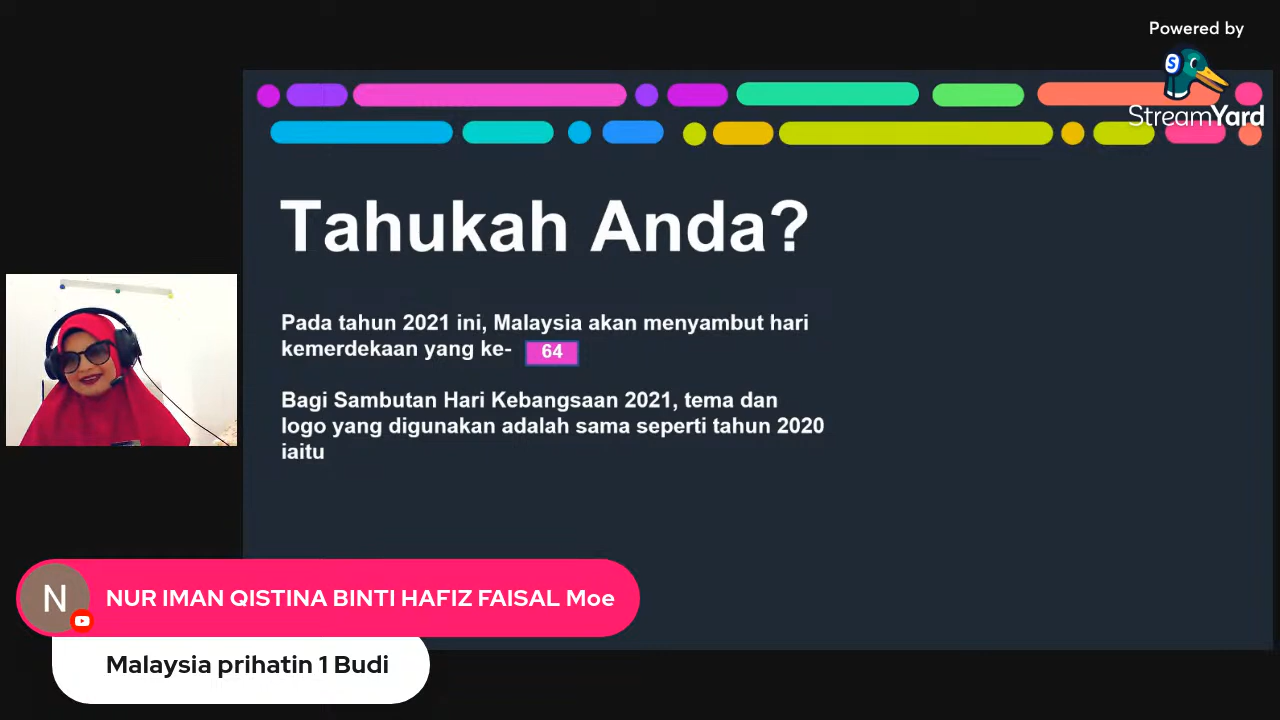 Powered by
StreamYard
Tahukah Anda?
Pada tahun 2021 ini, Malaysia akan menyambut hari
kemerdekaan yang ke- 64
Bagi Sambutan Hari Kebangsaan 2021, tema dan
logo yang digunakan adalah sama seperti tahun 2020
iaitu
N NUR IMAN QISTINA BINTI HAFIZ FAISAL Moe
Malaysia prihatin 1 Budi